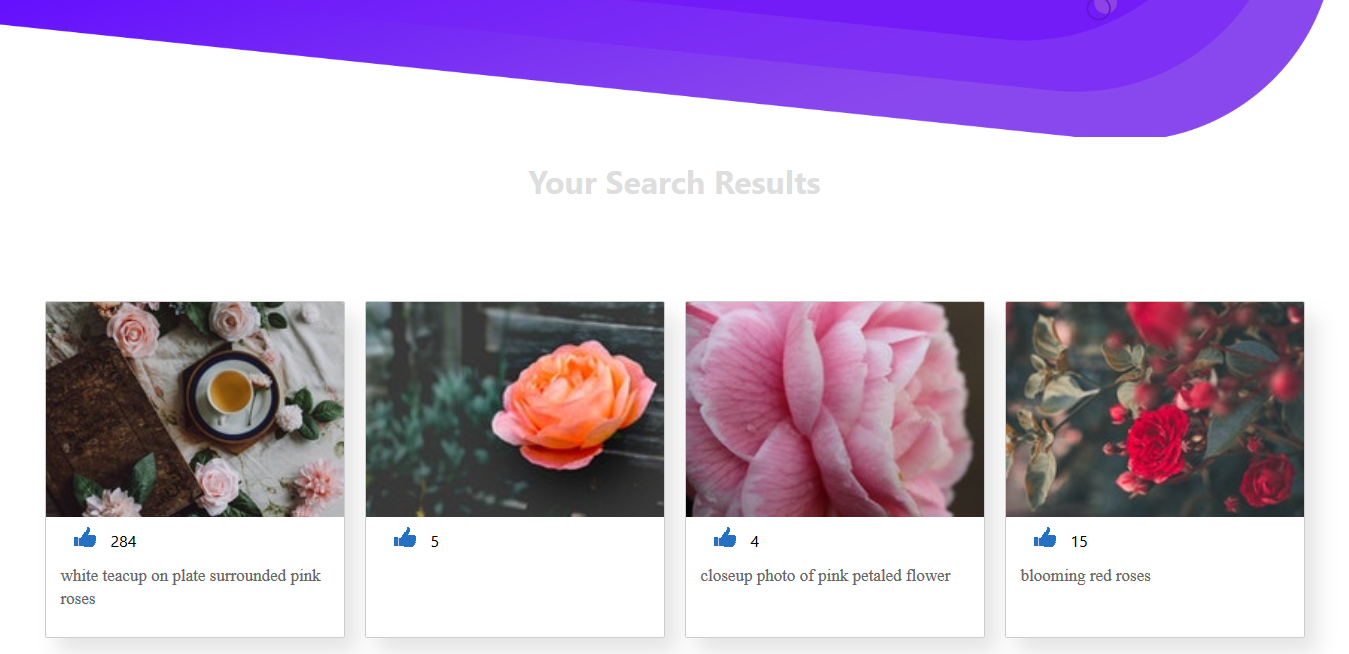 Your Search Results
284
5
4
15
white teacup on plate surrounded pink
roses
closeup photo of pink petaled flower
blooming red roses